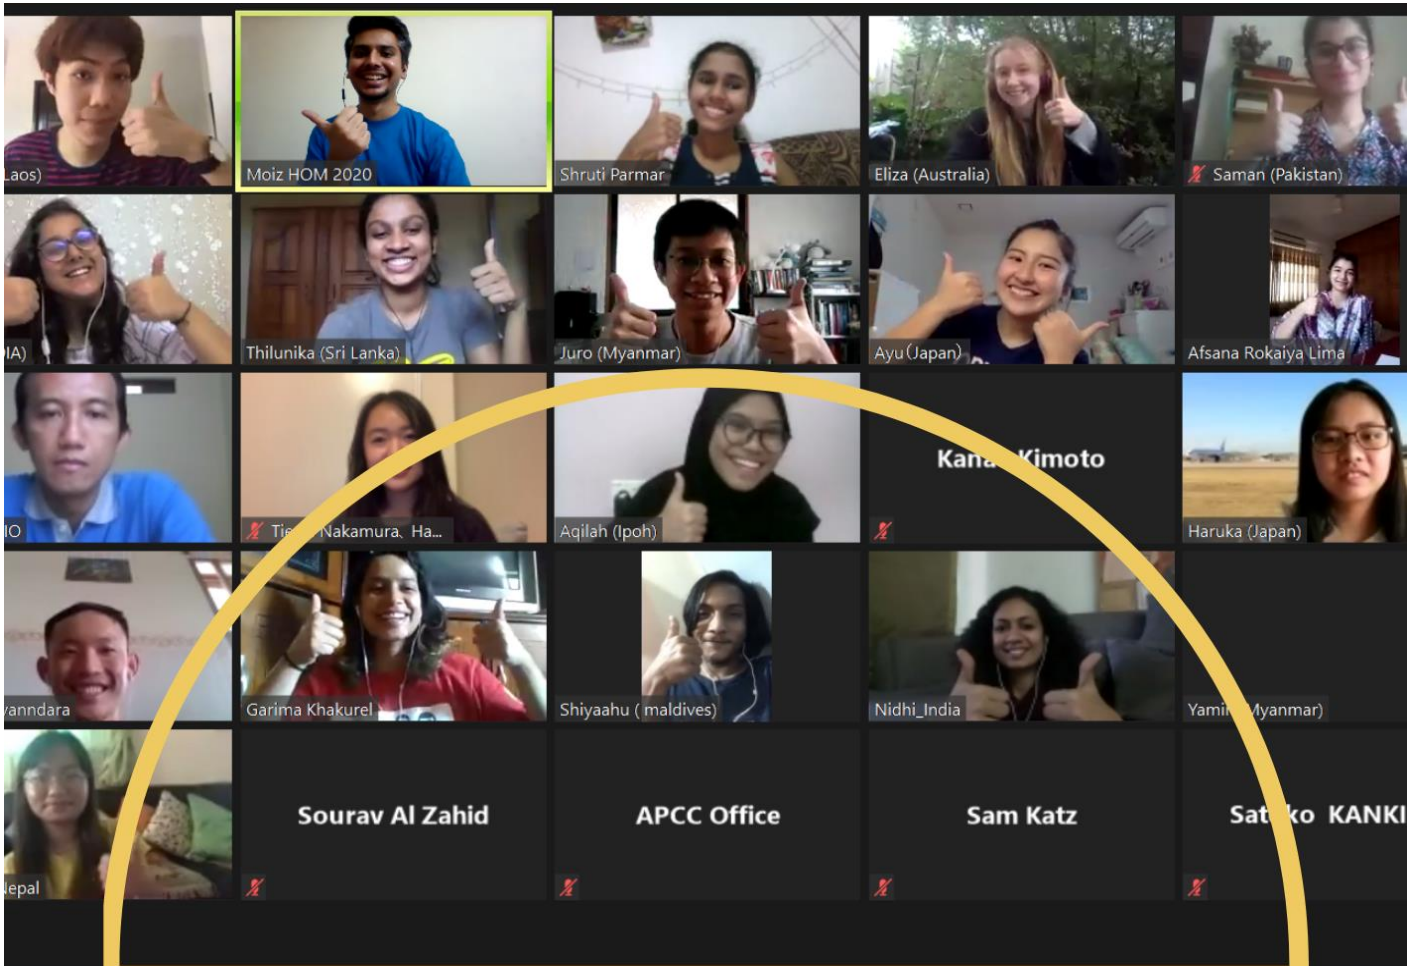 Laos)
Moiz HOM 2020
Shruti Parmar
Eliza (Australia)
Saman (Pakistan)
IA)
Thilunika (Sri Lanka)
Juro (Myanmar)
Ayu（Japan）
Afsana Rokaiya Lima
IO
Nakamura、Ha...
Aqilah (Ipoh)
Kimoto
Haruka (Japan)
anndara
Garima Khakurel
Shiyaahu ( maldives)
Nidhi_India
Myanmar)
Nepal
Sourav Al Zahid
APCC Office
Sam Katz
KANKI